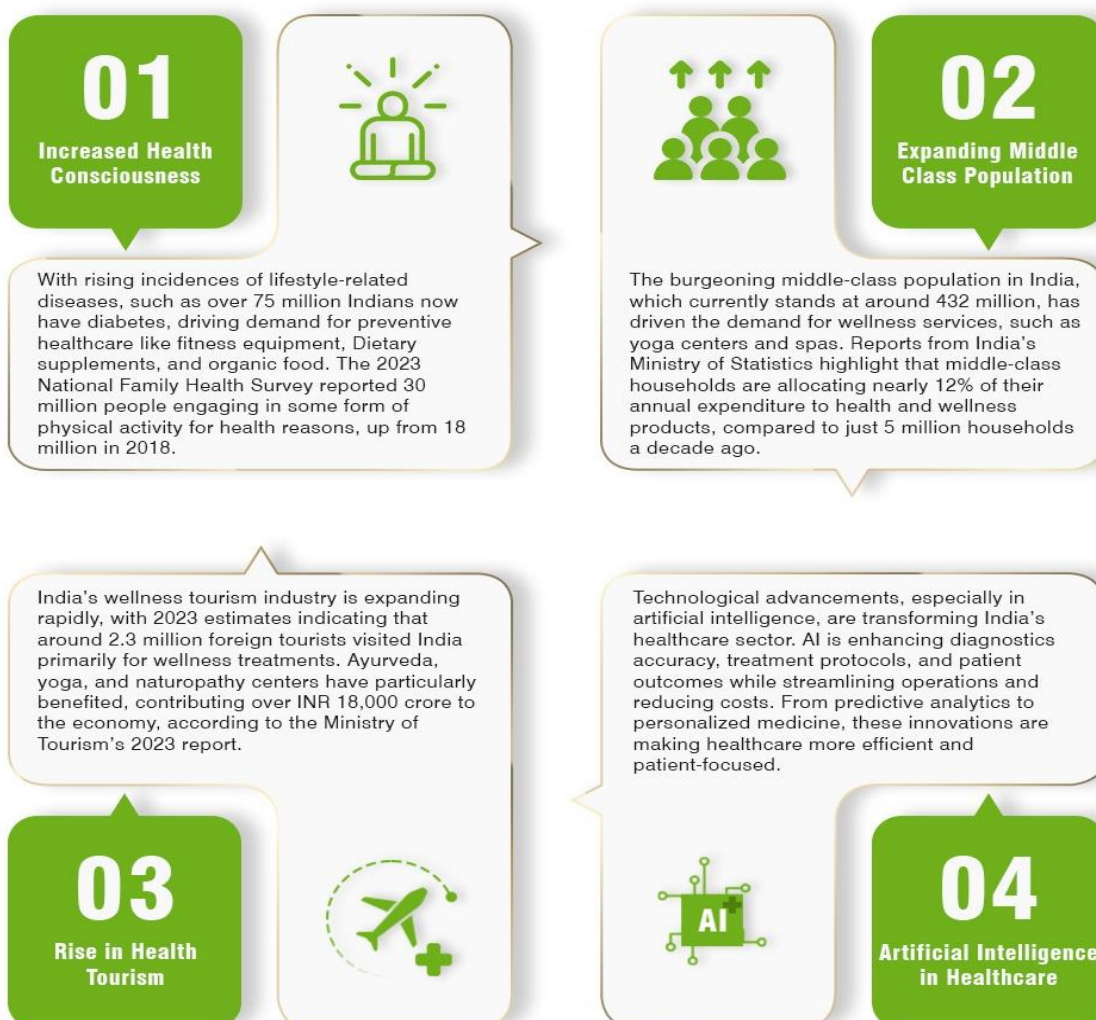 01
Increased Health
Consciousness
With rising incidences of lifestyle-related
diseases, such as over 75 million Indians now
have diabetes, driving demand for preventive
healthcare like fitness equipment, Dietary
supplements, and organic food. The 2023
National Family Health Survey reported 30
million people engaging in some form of
physical activity for health reasons, up from 18
million in 2018.
02
Expanding Middle
Class Population
The burgeoning middle-class population in India,
which currently stands at around 432 million, has
driven the demand for wellness services, such as
yoga centers and spas. Reports from India’s
Ministry of Statistics highlight that middle-class
households are allocating nearly 12% of their
annual expenditure to health and wellness
products, compared to just 5 million households
a decade ago.
India’s wellness tourism industry is expanding
rapidly, with 2023 estimates indicating that
around 2.3 million foreign tourists visited India
primarily for wellness treatments. Ayurveda,
yoga, and naturopathy centers have particularly
benefited, contributing over INR 18,000 crore to
the economy, according to the Ministry of
Tourism’s 2023 report.
03
Rise in Health
Tourism
Technological advancements, especially in
artificial intelligence, are transforming India’s
healthcare sector. AI is enhancing diagnostics
accuracy, treatment protocols, and patient
outcomes while streamlining operations and
reducing costs. From predictive analytics to
personalized medicine, these innovations are
making healthcare more efficient and
patient-focused.
AI
04
Artificial Intelligence
in Healthcare